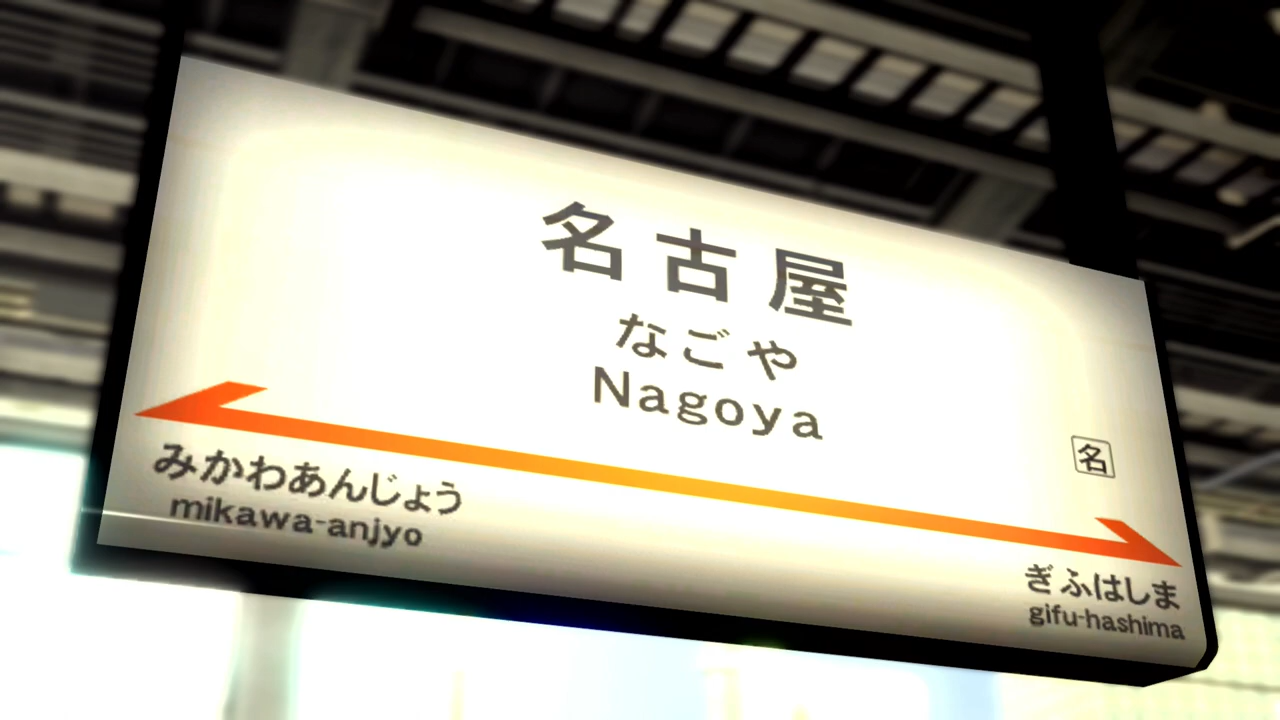 名古屋
なごや
Nagoya
名
みかわあんじょう
mikawa-anjyo
ぎふはしま
gifu-hashima